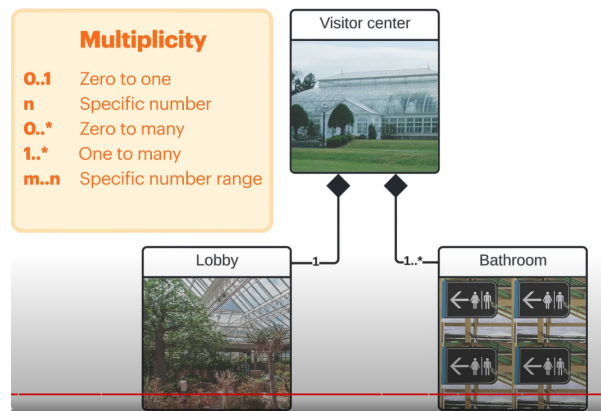 Multiplicity
0..1 Zero to one
n Specific number
0..* Zero to many
1..* One to many
m..n Specific number range
Visitor center
Lobby
1
1..*
Bathroom